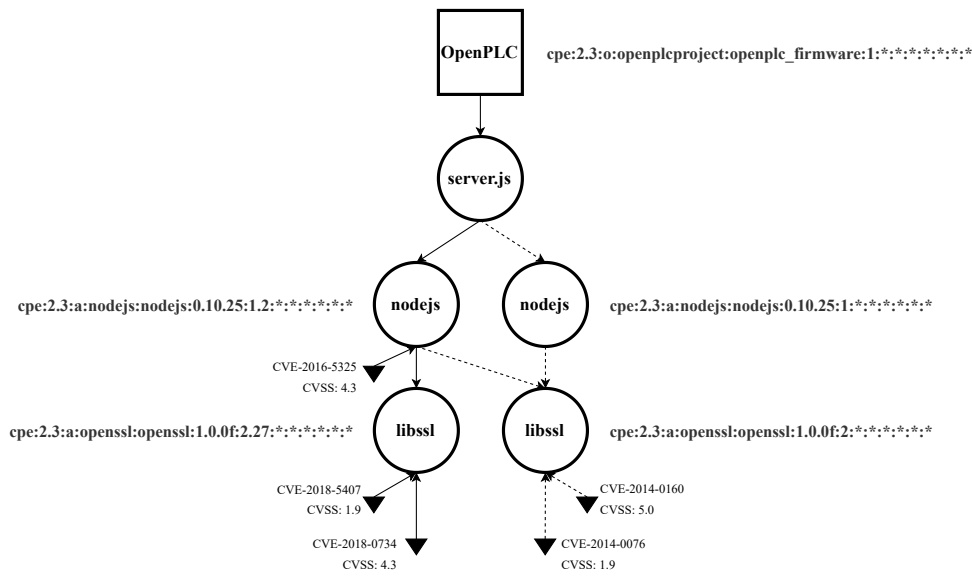 OpenPLC
cpe:2.3:o:openplcproject:openplc_firmware:1:*:*:*:*:*:*:*
server.js
cpe:2.3:a:nodejs:nodejs:0.10.25:1.2:*:*:*:*:*:*
nodejs
nodejs
cpe:2.3:a:nodejs:nodejs:0.10.25:1:*:*:*:*:*:*
CVE-2016-5325
CVSS: 4.3
cpe:2.3:a:openssl:openssl:1.0.0f:2.27:*:*:*:*:*:*
libssl
libssl
cpe:2.3:a:openssl:openssl:1.0.0f:2:*:*:*:*:*:*
CVE-2018-5407
CVSS: 1.9
CVE-2014-0160
CVSS: 5.0
CVE-2018-0734
CVSS: 4.3
CVE-2014-0076
CVSS: 1.9